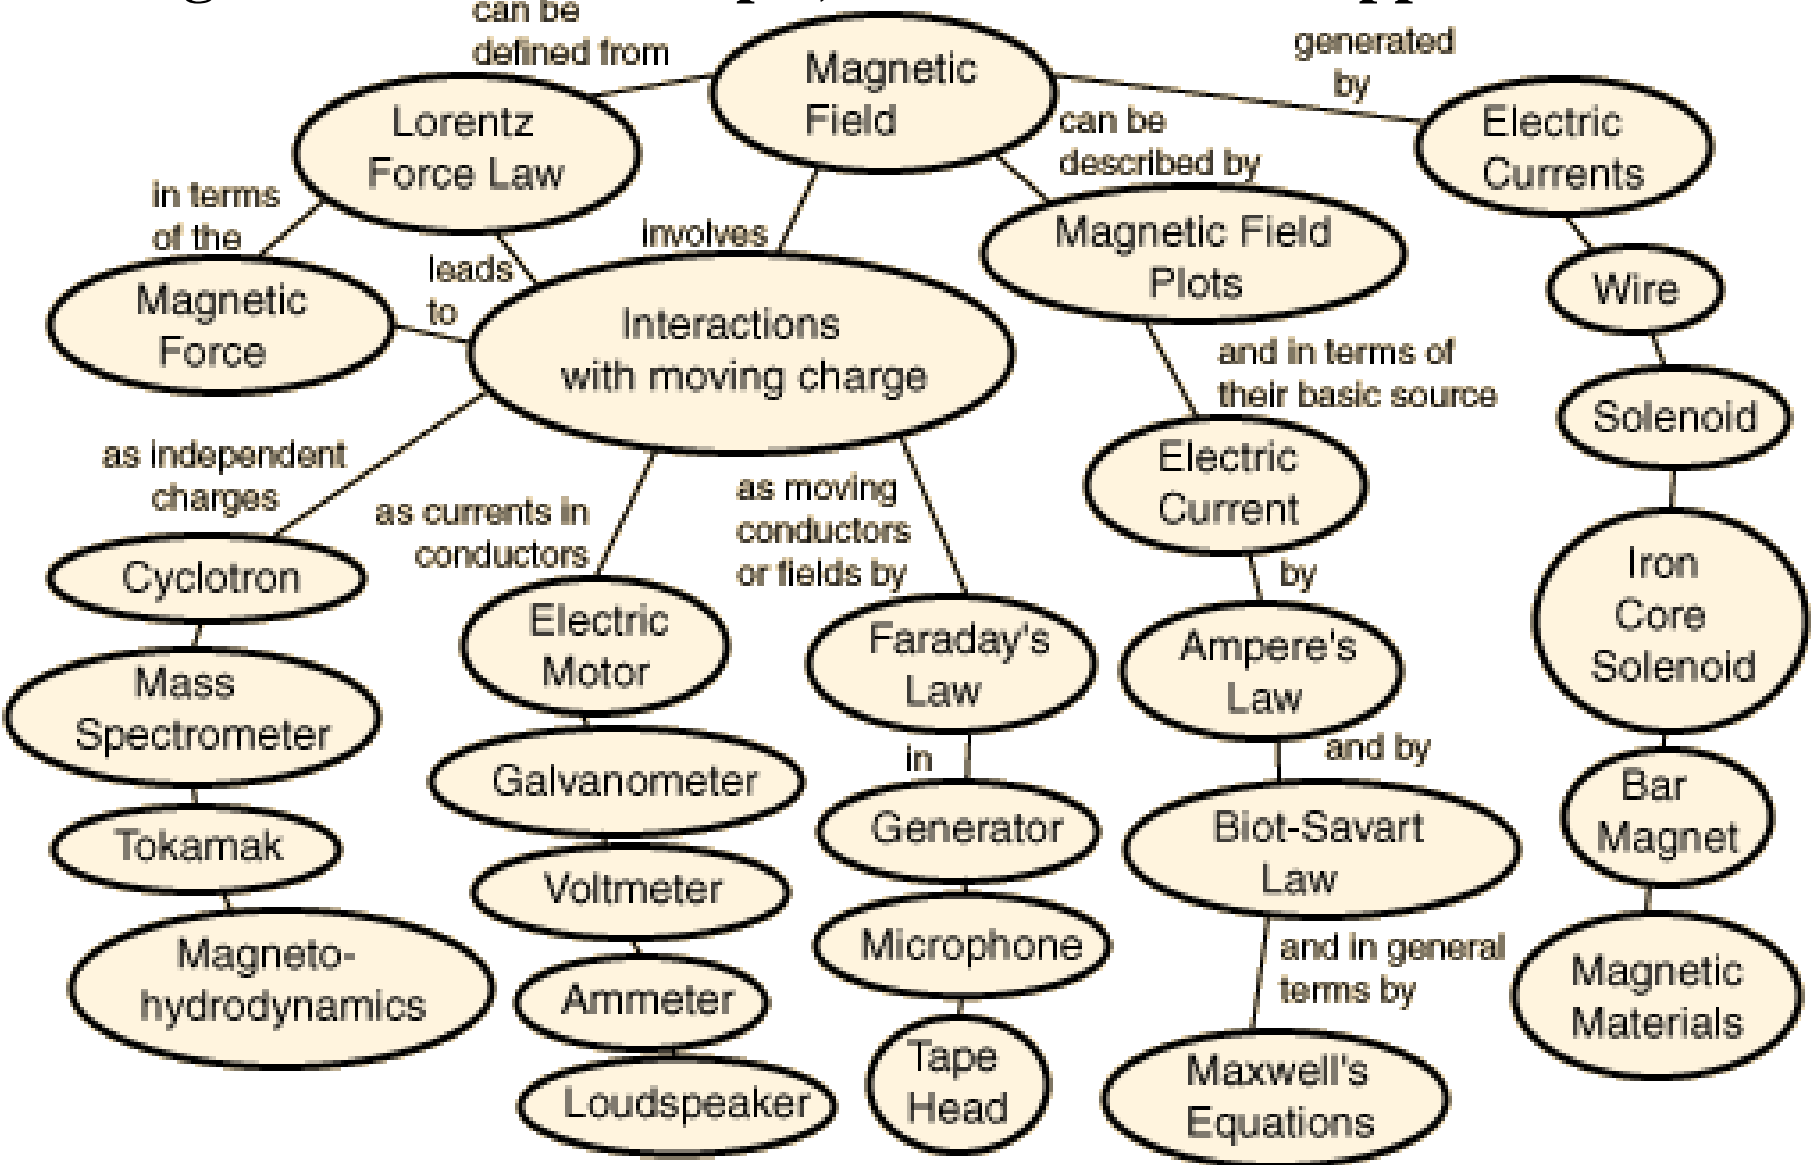 can be
defined from
Magnetic
Field
generated
by
Lorentz
Force Law
can be
described by
Electric
Currents
in terms
of the
involves
Magnetic Field
Plots
leads
to
Wire
Magnetic
Force
Interactions
with moving charge
and in terms of
their basic source
Solenoid
as independent
charges
as currents in
conductors
as moving
conductors
or fields by
Electric
Current
Iron
Core
Solenoid
Cyclotron
by
Electric
Motor
Faraday's
Law
Ampere's
Law
Mass
Spectrometer
in
and by
Galvanometer
Bar
Magnet
Tokamak
Generator
Biot-Savart
Law
Voltmeter
Microphone
and in general
terms by
Magneto-
hydrodynamics
Ammeter
Magnetic
Materials
Tape
Head
Loudspeaker
Maxwell's
Equations